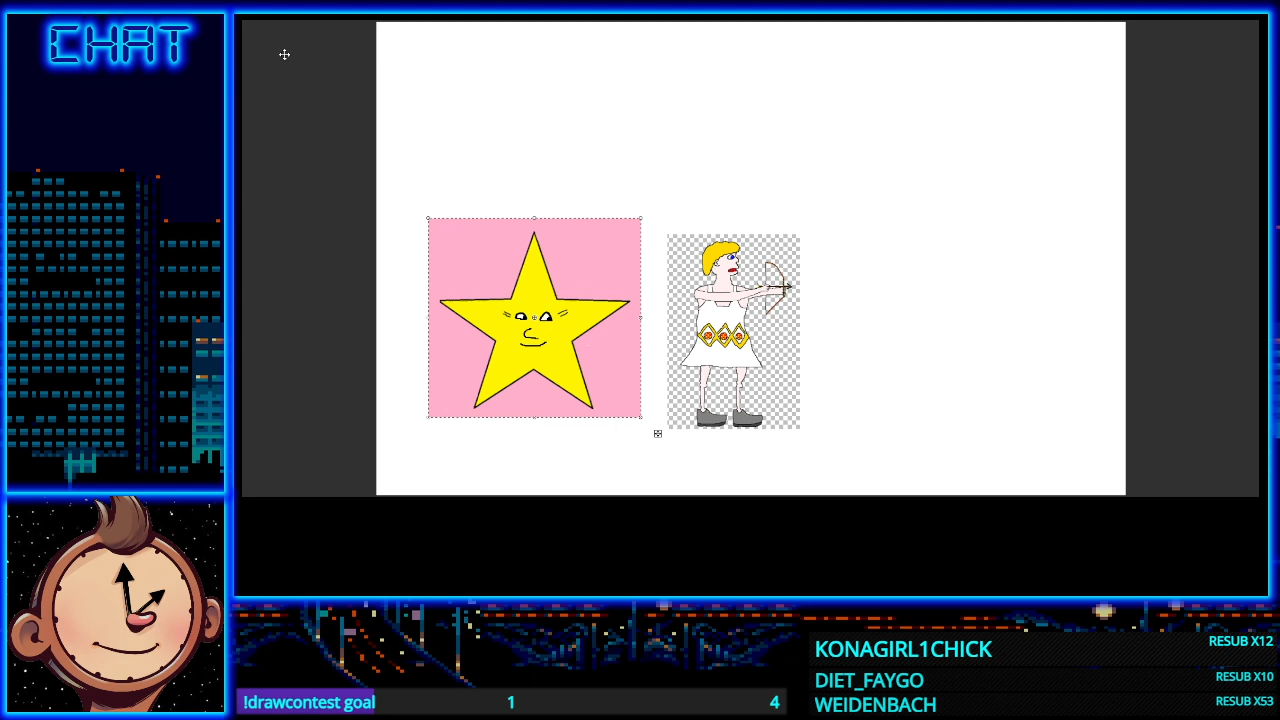 CHAT
KONAGIRL1CHICK RESUB X12
DIET_FAYGO RESUB X10
WEIDENBACH RESUB X53
!drawcontest goal 1 4